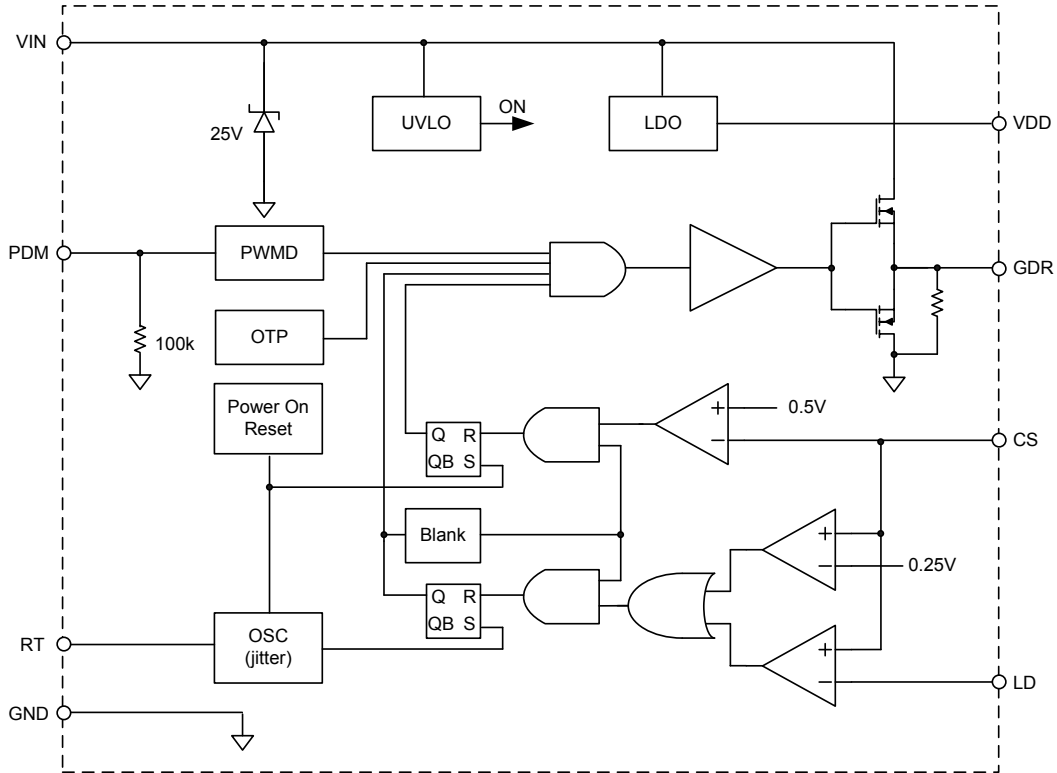 VIN
25V
UVLO
ON
LDO
VDD
PDM
PWMD
GDR
OTP
100k
Power On
Reset
0.5V
+
−
Q R
QB S
CS
Blank
+
−
0.25V
Q R
QB S
RT
OSC
(jitter)
+
−
LD
GND